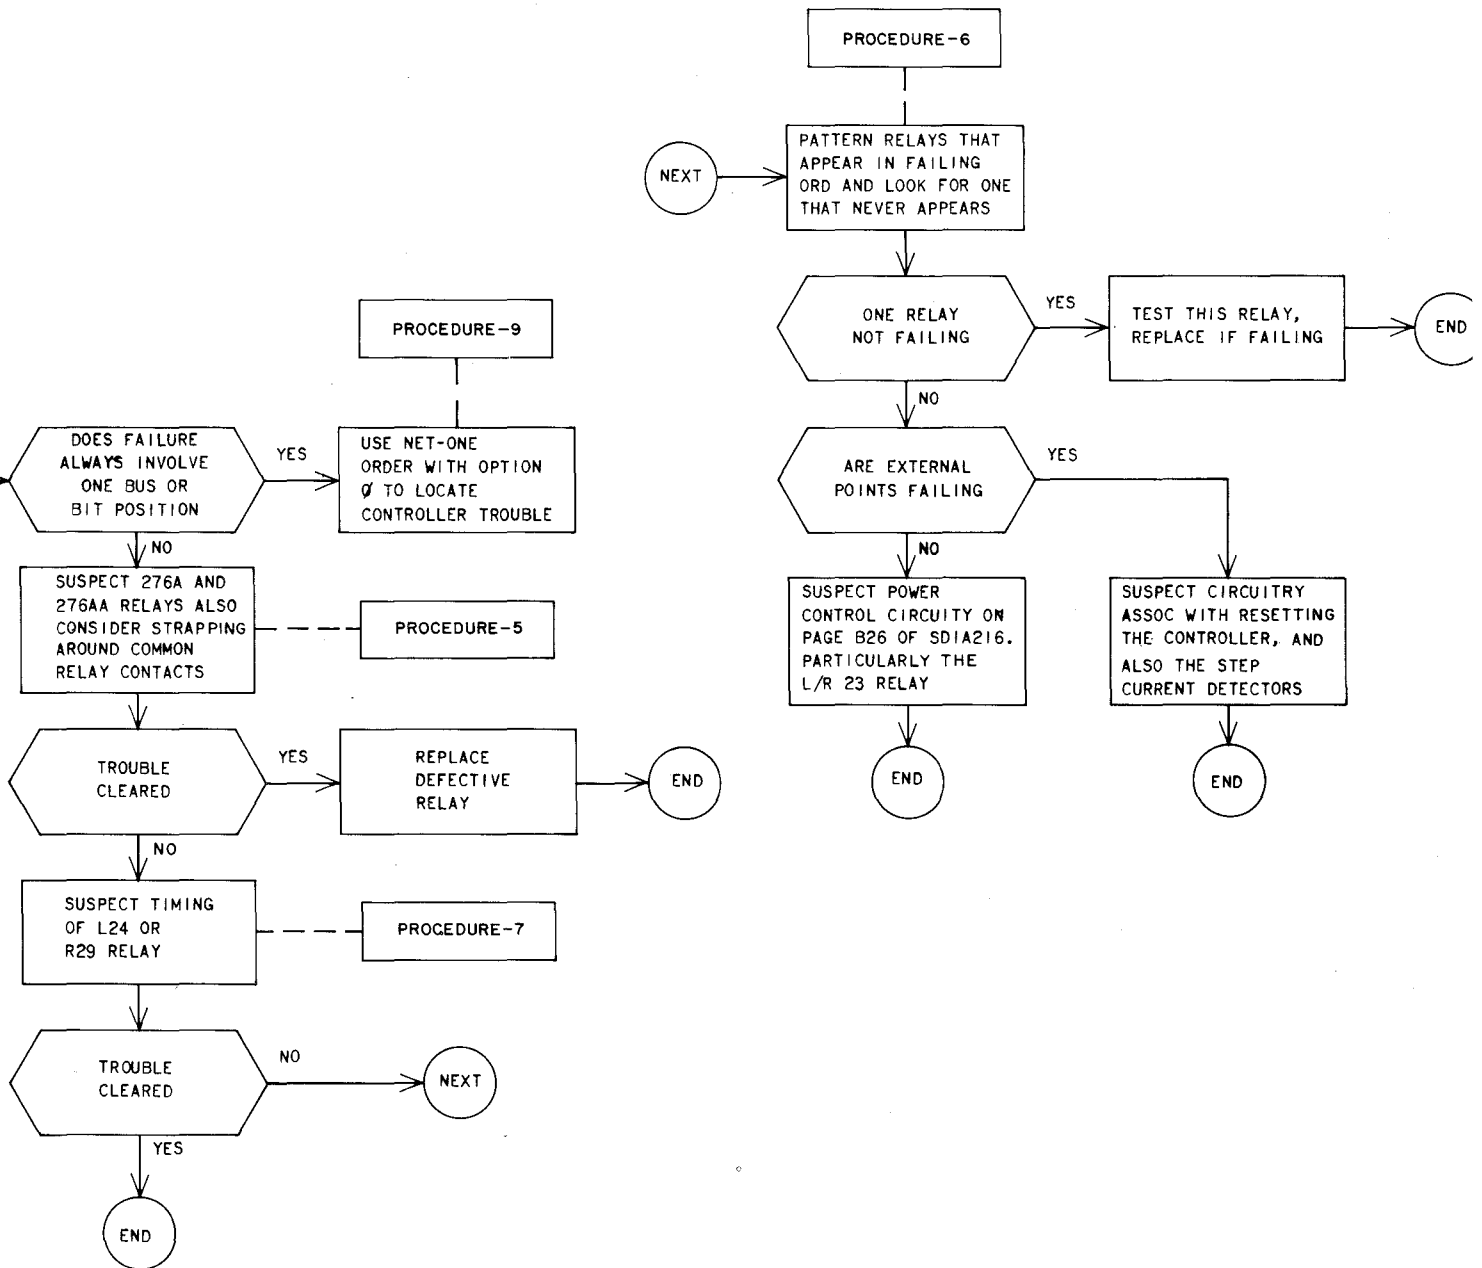 DOES FAILURE
ALWAYS INVOLVE
ONE BUS OR
BIT POSITION
YES
NO
PROCEDURE-9
USE NET-ONE
ORDER WITH OPTION
Ø TO LOCATE
CONTROLLER TROUBLE
SUSPECT 276A AND
276AA RELAYS ALSO
CONSIDER STRAPPING
AROUND COMMON
RELAY CONTACTS
PROCEDURE-5
TROUBLE
CLEARED
YES
NO
REPLACE
DEFECTIVE
RELAY
END
SUSPECT TIMING
OF L24 OR
R29 RELAY
PROCEDURE-7
TROUBLE
CLEARED
NO
NEXT
YES
END
PROCEDURE-6
NEXT
PATTERN RELAYS THAT
APPEAR IN FAILING
ORD AND LOOK FOR ONE
THAT NEVER APPEARS
ONE RELAY
NOT FAILING
YES
NO
TEST THIS RELAY,
REPLACE IF FAILING
END
ARE EXTERNAL
POINTS FAILING
YES
NO
SUSPECT POWER
CONTROL CIRCUITY ON
PAGE B26 OF SD1A216.
PARTICULARLY THE
L/R 23 RELAY
END
SUSPECT CIRCUITRY
ASSOC WITH RESETTING
THE CONTROLLER, AND
ALSO THE STEP
CURRENT DETECTORS
END